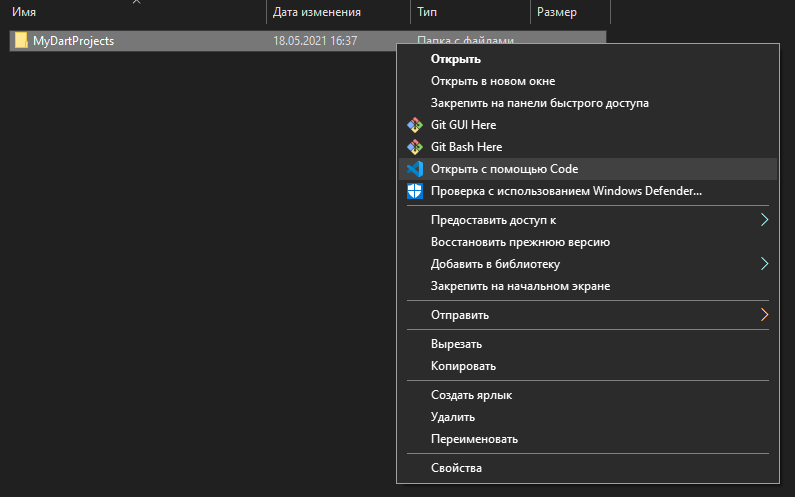 Имя Дата изменения Тип Размер
MyDartProjects 18.05.2021 16:37 Папка с файлами
Открыть
Открыть в новом окне
Закрепить на панели быстрого доступа
Git GUI Here
Git Bash Here
Открыть с помощью Code
Проверка с использованием Windows Defender...
Предоставить доступ к
Восстановить прежнюю версию
Добавить в библиотеку
Закрепить на начальном экране
Отправить
Вырезать
Копировать
Создать ярлык
Удалить
Переименовать
Свойства